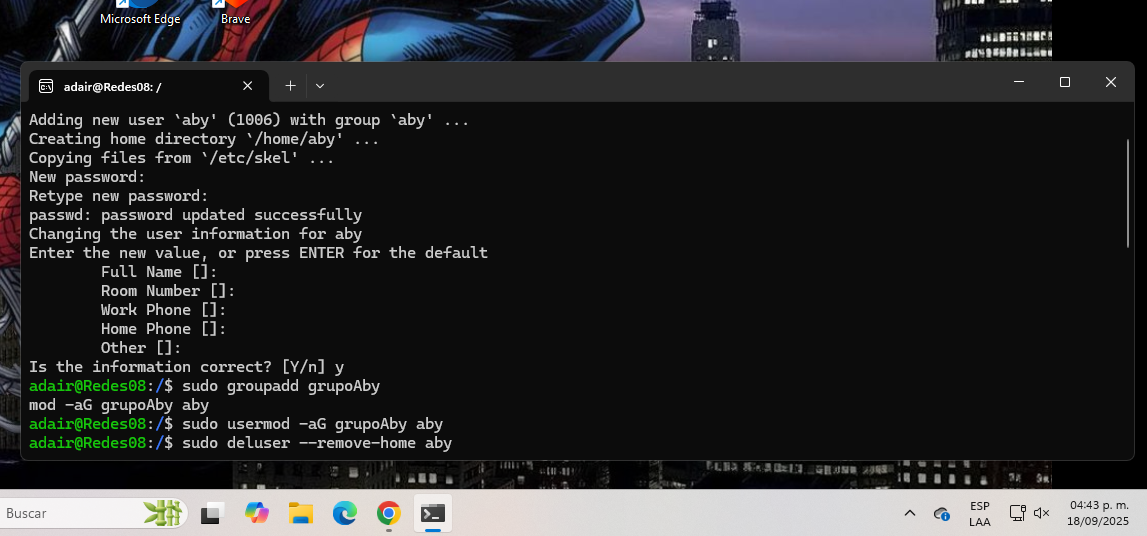 Microsoft Edge
Brave
adair@Redes08: /
Adding new user `aby' (1006) with group `aby' ...
Creating home directory `/home/aby' ...
Copying files from `/etc/skel' ...
New password:
Retype new password:
passwd: password updated successfully
Changing the user information for aby
Enter the new value, or press ENTER for the default
Full Name []:
Room Number []:
Work Phone []:
Home Phone []:
Other []:
Is the information correct? [Y/n] y
adair@Redes08:/$ sudo groupadd grupoAby
mod -aG grupoAby aby
adair@Redes08:/$ sudo usermod -aG grupoAby aby
adair@Redes08:/$ sudo deluser --remove-home aby
Buscar
ESP
LAA
04:43 p. m.
18/09/2025